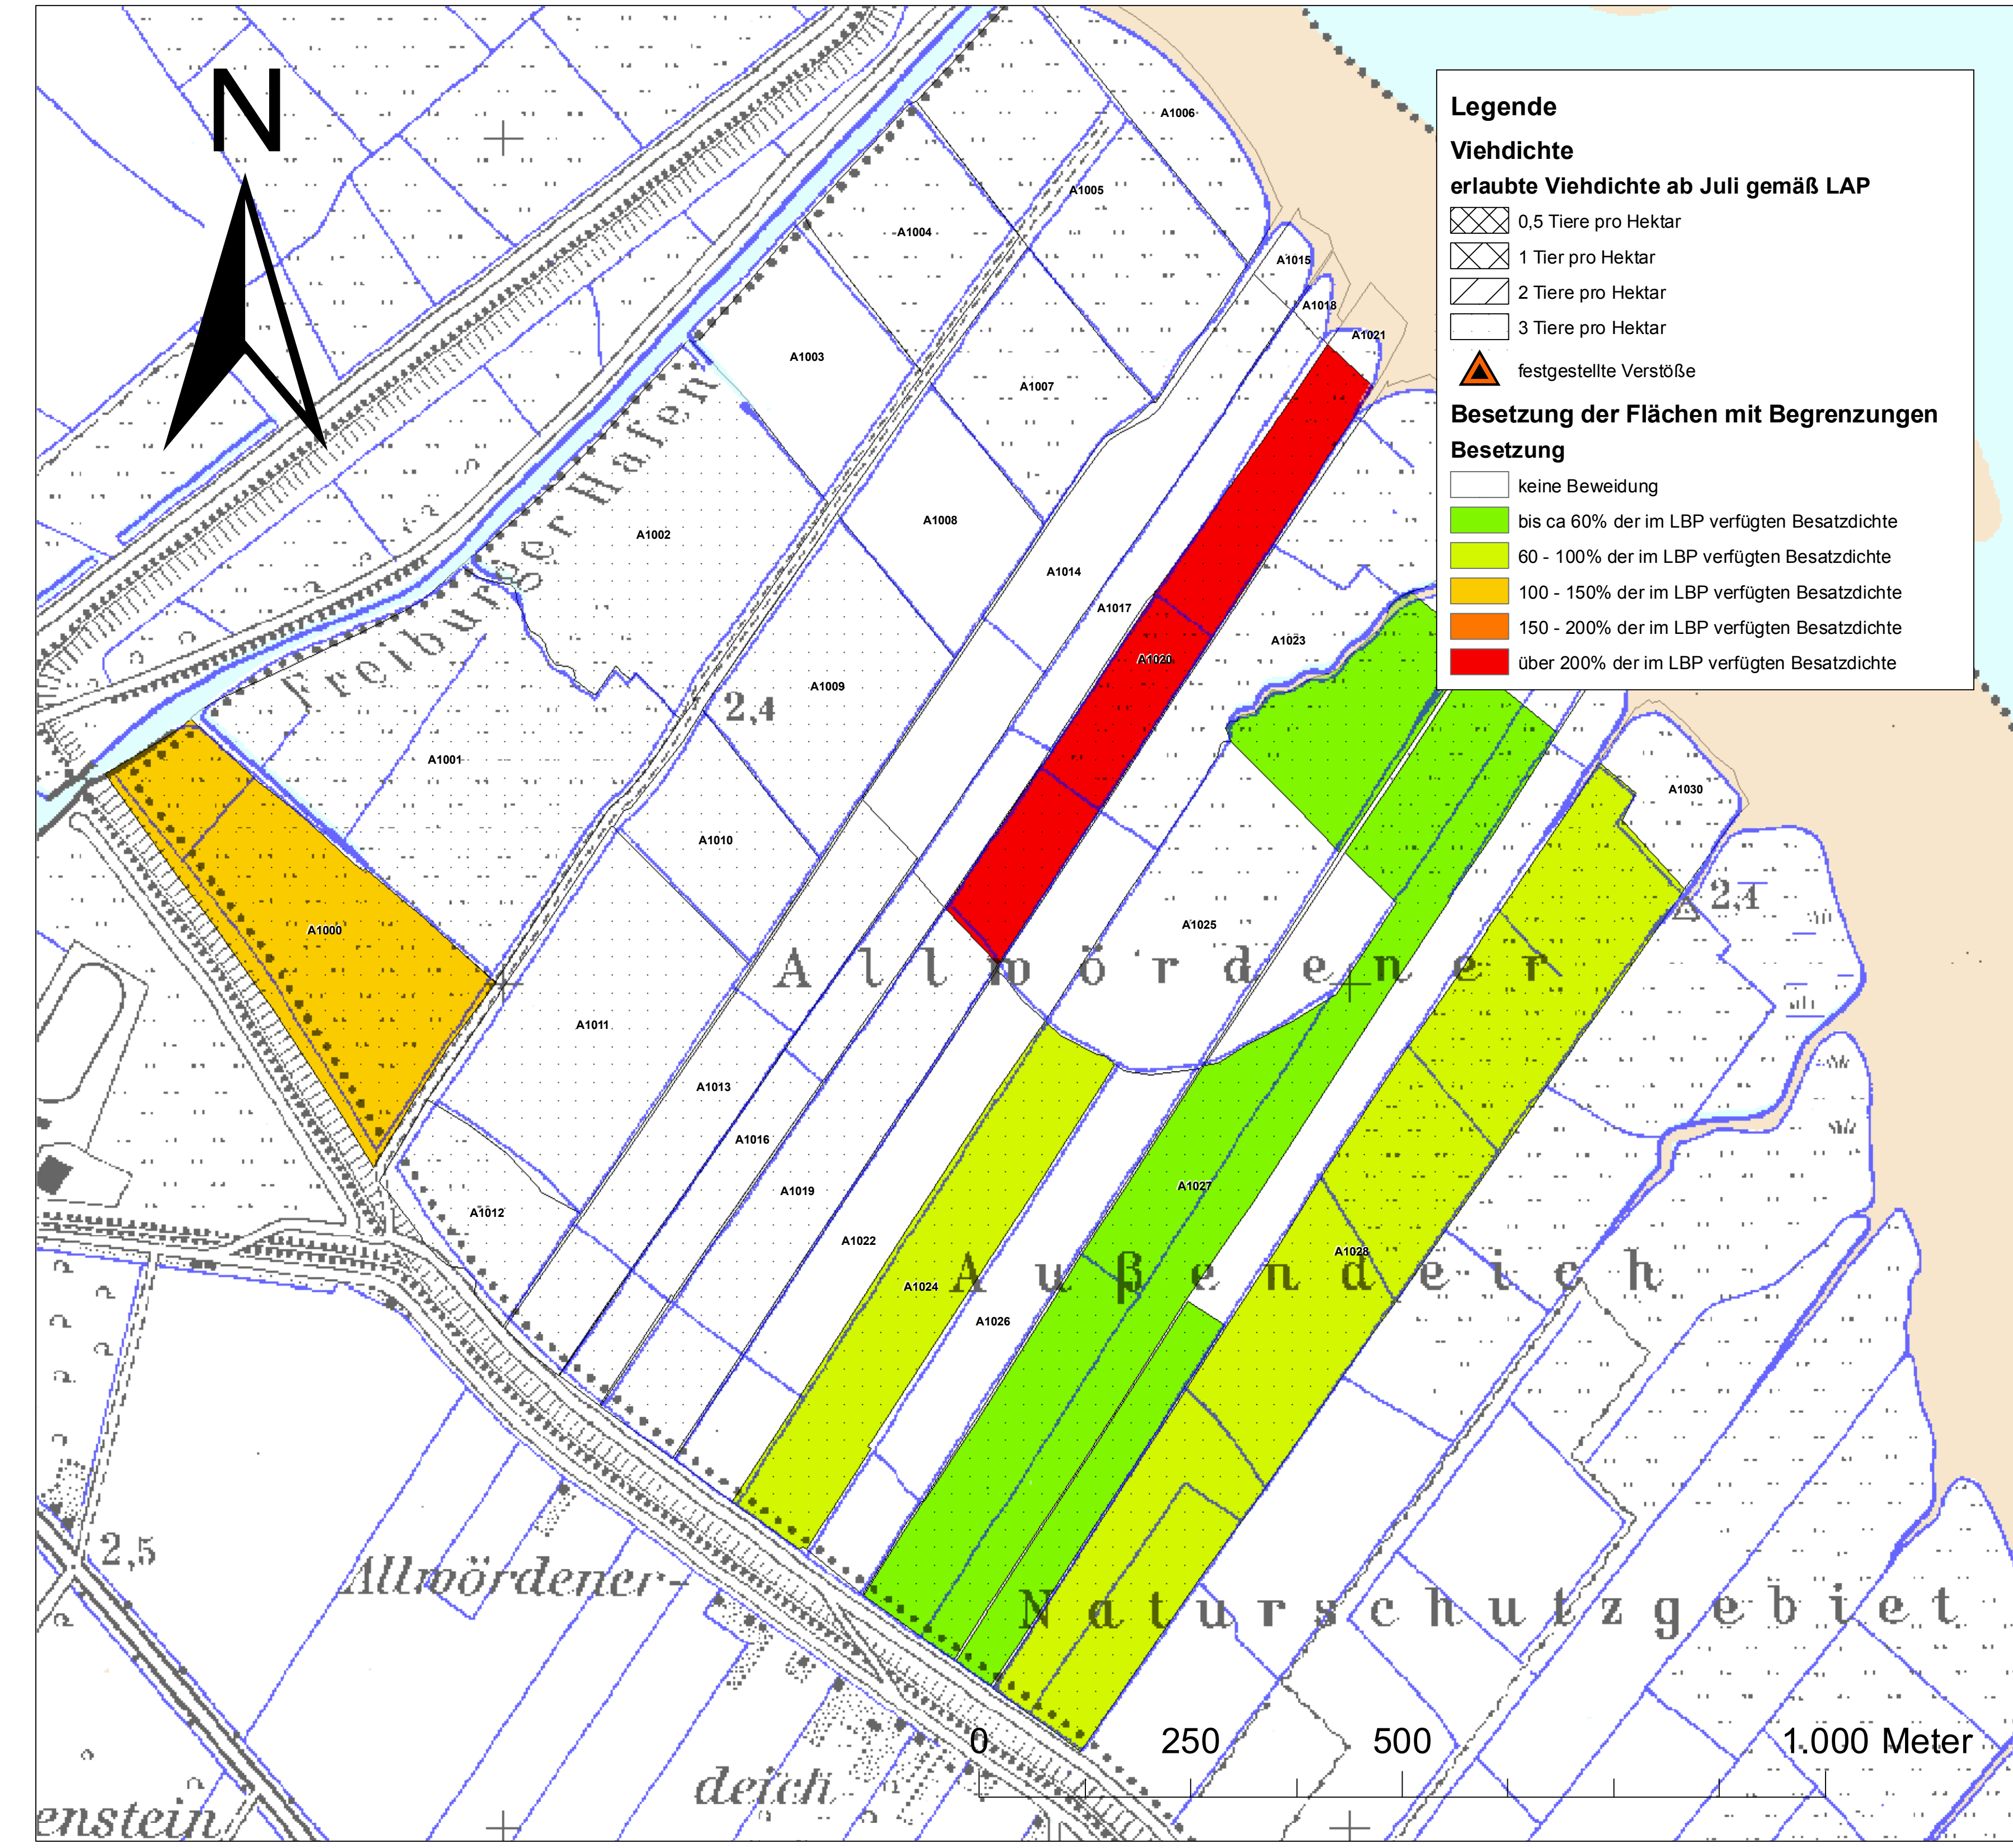 N
Legende
Viehdichte
erlaubte Viehdichte ab Juli gemäß LAP
0,5 Tiere pro Hektar
1 Tier pro Hektar
2 Tiere pro Hektar
3 Tiere pro Hektar
festgestellte Verstöße
Besetzung der Flächen mit Begrenzungen
Besetzung
keine Beweidung
bis ca 60% der im LBP verfügten Besatzdichte
60 - 100% der im LBP verfügten Besatzdichte
100 - 150% der im LBP verfügten Besatzdichte
150 - 200% der im LBP verfügten Besatzdichte
über 200% der im LBP verfügten Besatzdichte
A1006
A1005
A1004
A1015
A1018
A1021
A1003
A1007
Freiburger Hafen
A1002
A1008
A1014
A1017
A1023
A1020
A1009
2,4
A1001
A1030
A1010
2,4
A1000
A1025
Allwördener
A1011
A1013
A1016
A1027
A1019
A1012
A1022
A1028
Außendeich
A1024
A1026
2,5
Allwördener-
deich
Naturschutzgebiet
0 250 500 1.000 Meter
enstein